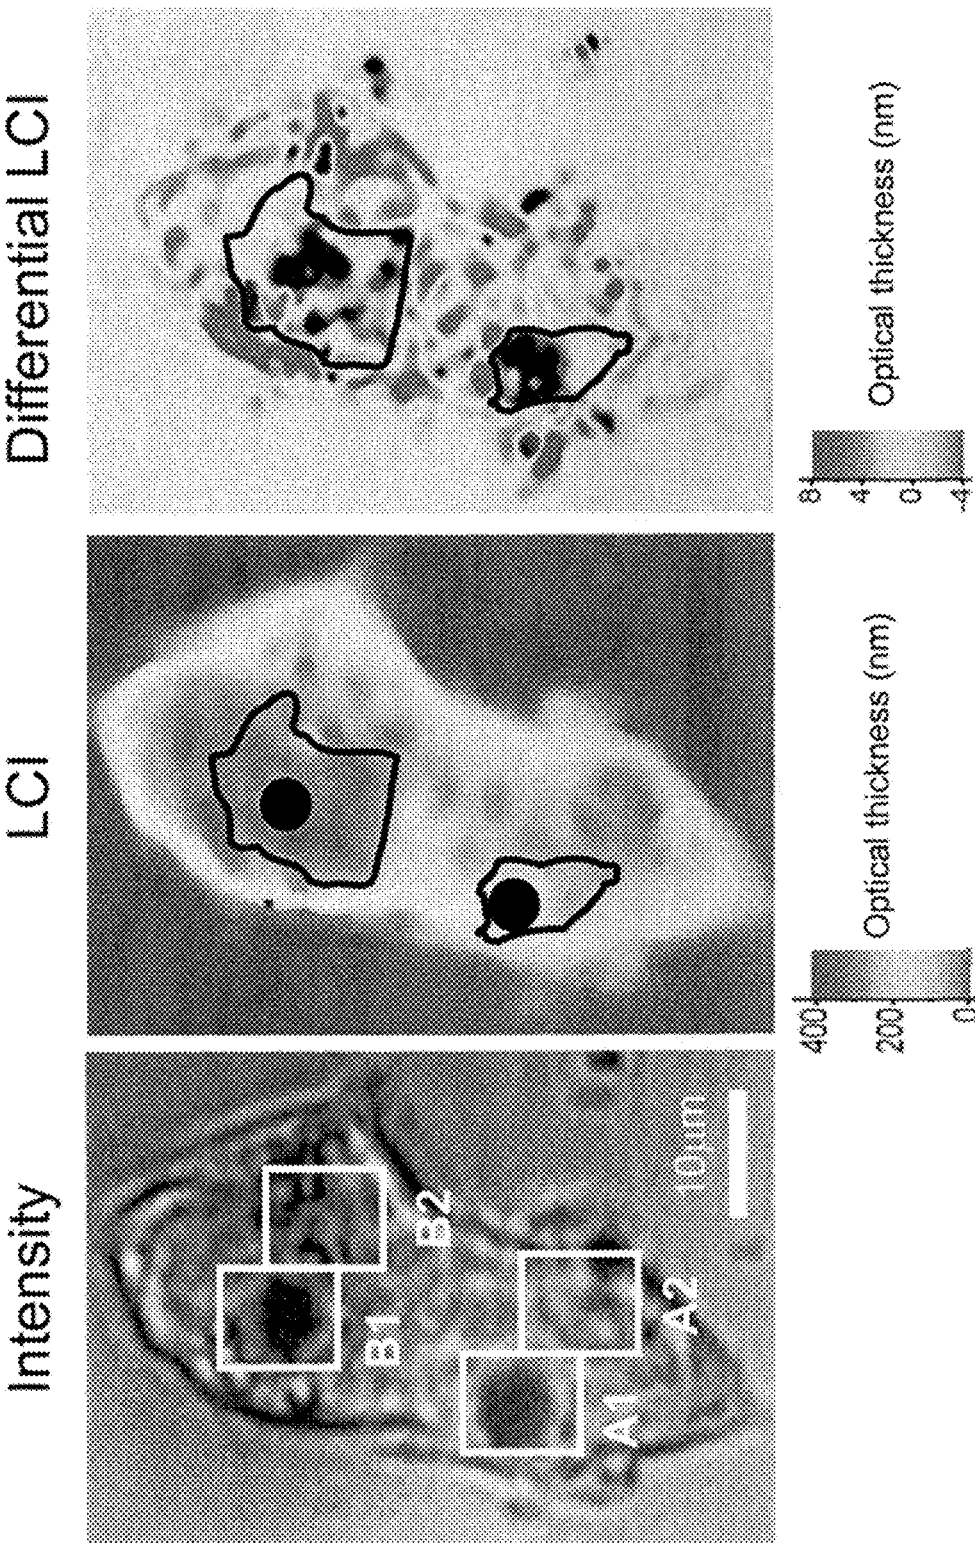 Intensity
LCI
Differential LCI
B1
B2
A1
A2
10µm
400
200
0
Optical thickness (nm)
8
4
0
-4
Optical thickness (nm)